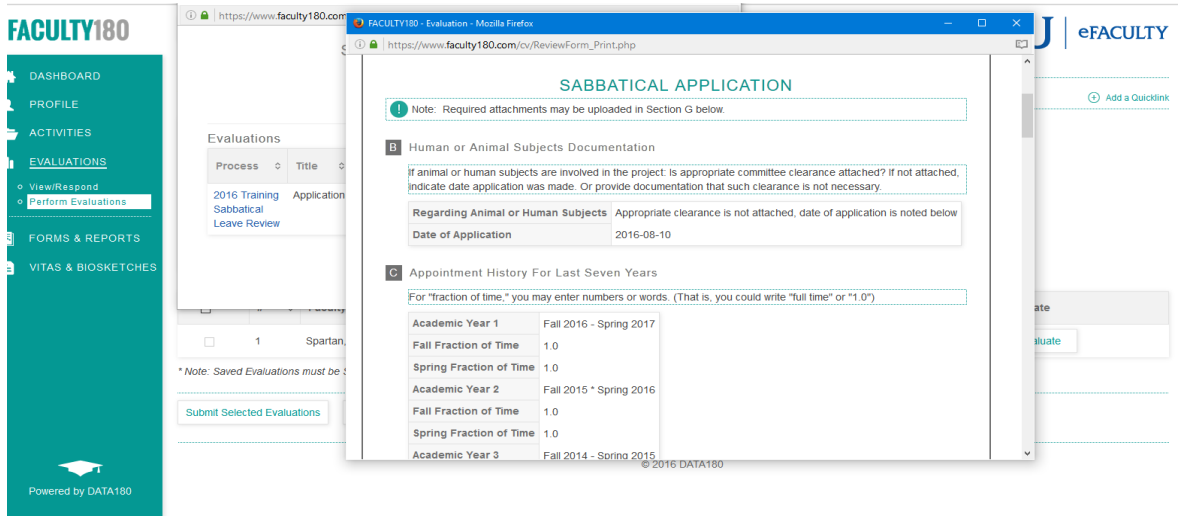 FACULTY180
DASHBOARD
PROFILE
ACTIVITIES
EVALUATIONS
View/Respond
Perform Evaluations
FORMS & REPORTS
VITAS & BIOSKETCHES
Powered by DATA180
https://www.faculty180.com
S
Evaluations
Process Title
2016 Training Application
Sabbatical
Leave Review
#
1 Spartan,
* Note: Saved Evaluations must be
Submit Selected Evaluations
FACULTY180 - Evaluation - Mozilla Firefox
https://www.faculty180.com/cv/ReviewForm_Print.php
SABBATICAL APPLICATION
! Note: Required attachments may be uploaded in Section G below.
B Human or Animal Subjects Documentation
If animal or human subjects are involved in the project: Is appropriate committee clearance attached? If not attached,
indicate date application was made. Or provide documentation that such clearance is not necessary.
Regarding Animal or Human Subjects Appropriate clearance is not attached, date of application is noted below
Date of Application 2016-08-10
C Appointment History For Last Seven Years
For "fraction of time," you may enter numbers or words. (That is, you could write "full time" or "1.0")
Academic Year 1 Fall 2016 - Spring 2017
Fall Fraction of Time 1.0
Spring Fraction of Time 1.0
Academic Year 2 Fall 2015 * Spring 2016
Fall Fraction of Time 1.0
Spring Fraction of Time 1.0
Academic Year 3 Fall 2014 - Spring 2015
© 2016 DATA180
U eFACULTY
Add a Quicklink
ate
luate